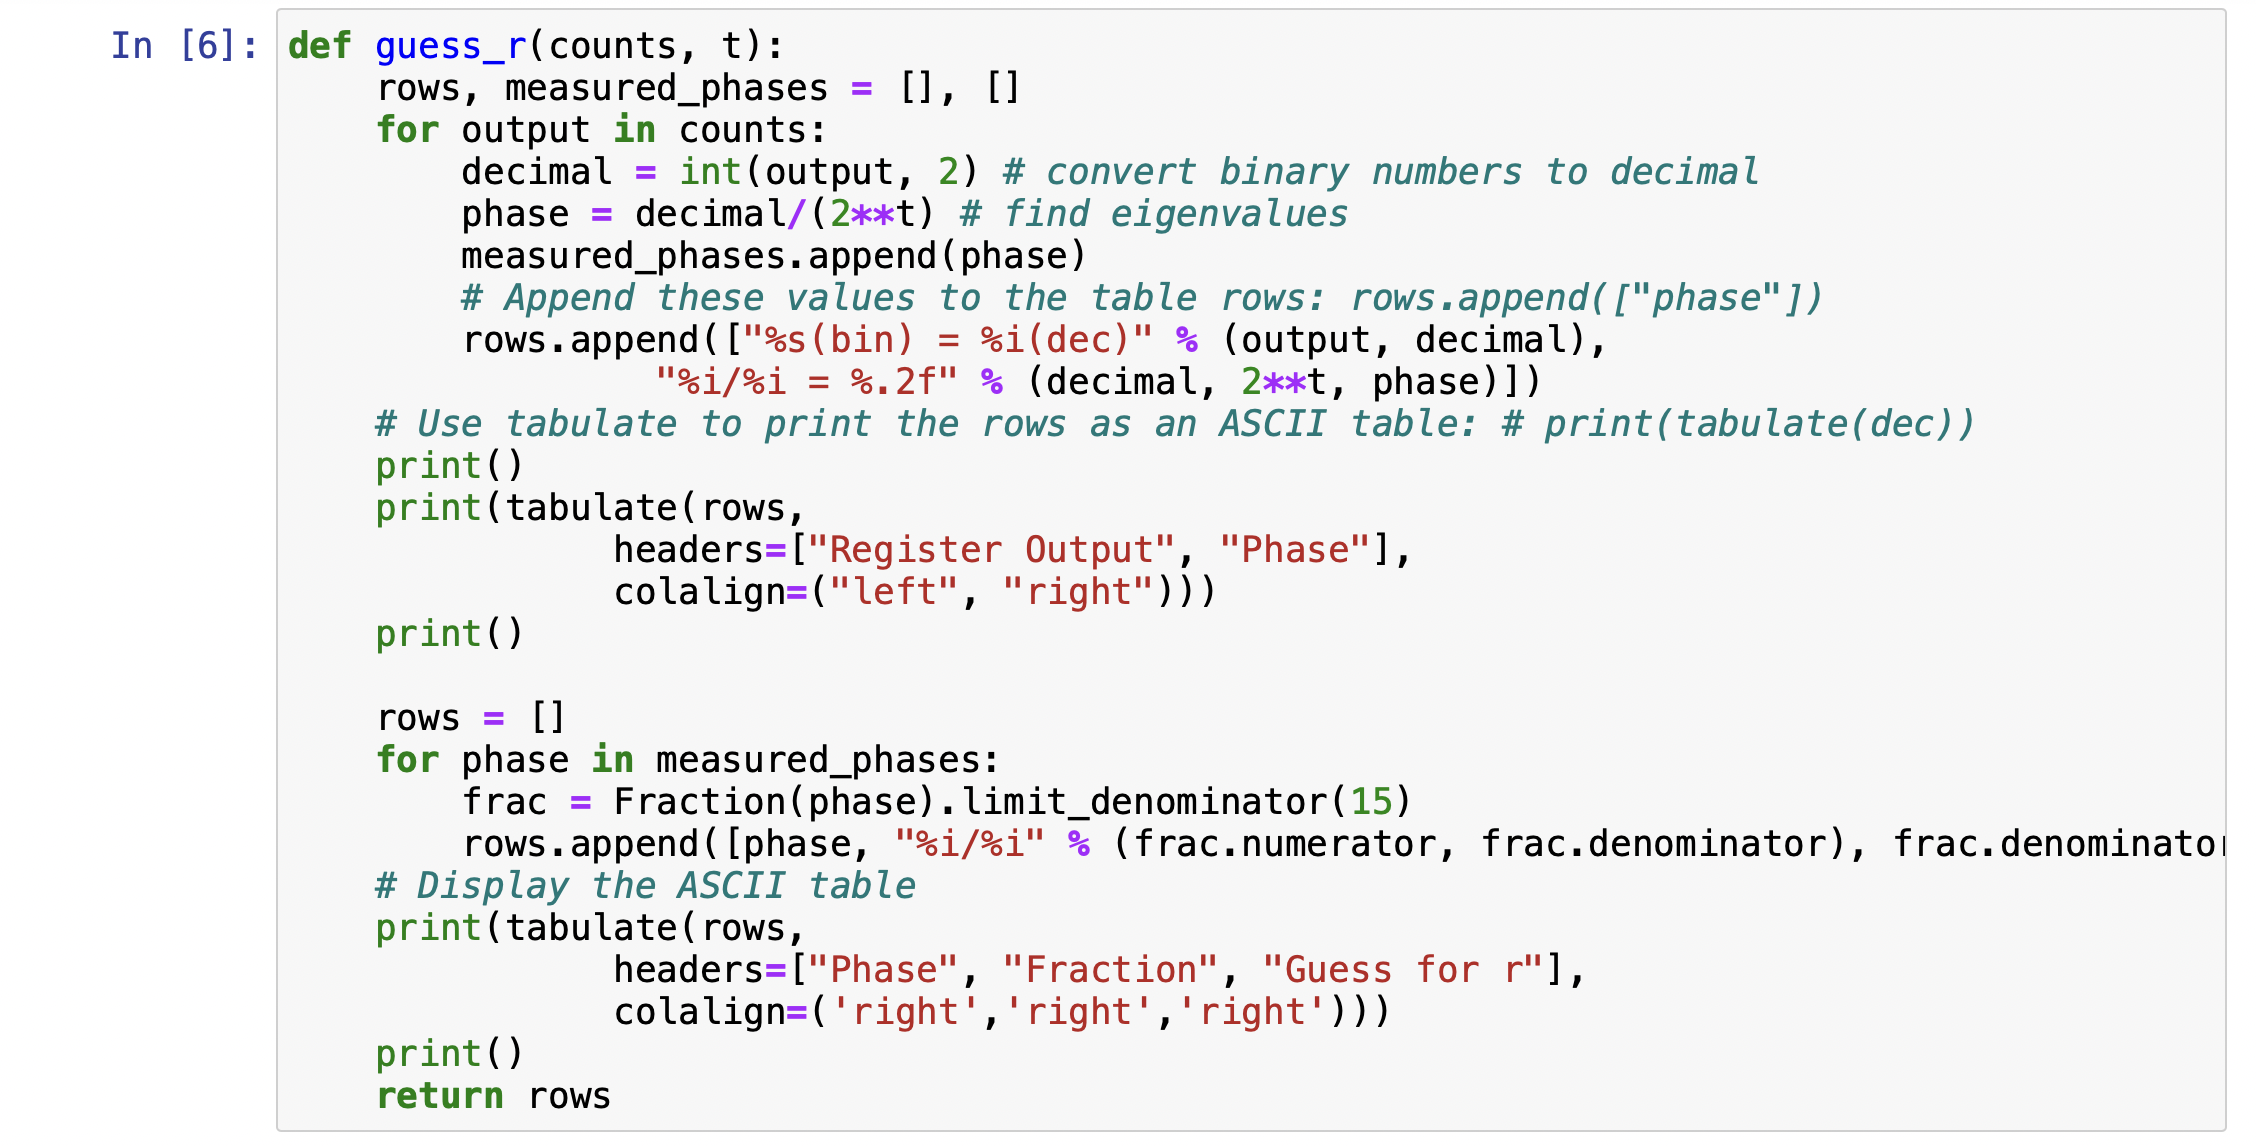 In [6]: def guess_r(counts, t):
    rows, measured_phases = [], []
    for output in counts:
        decimal = int(output, 2) # convert binary numbers to decimal
        phase = decimal/(2**t) # find eigenvalues
        measured_phases.append(phase)
        # Append these values to the table rows: rows.append(["phase"])
        rows.append(["%s(bin) = %i(dec)" % (output, decimal),
                 "%i/%i = %.2f" % (decimal, 2**t, phase)])
    # Use tabulate to print the rows as an ASCII table: # print(tabulate(dec))
    print()
    print(tabulate(rows,
               headers=["Register Output", "Phase"],
               colalign=("left", "right")))
    print()
    rows = []
    for phase in measured_phases:
        frac = Fraction(phase).limit_denominator(15)
        rows.append([phase, "%i/%i" % (frac.numerator, frac.denominator), frac.denominator
    # Display the ASCII table
    print(tabulate(rows,
               headers=["Phase", "Fraction", "Guess for r"],
               colalign=('right','right','right')))
    print()
    return rows